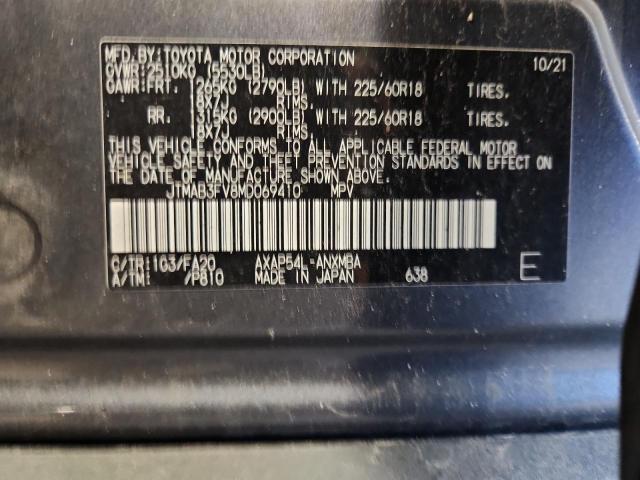 MFD.BY:TOYOTA MOTOR CORPORATION 10/21
GVWR:2510KG (5530LB)
GAWR:FRT. 1265KG (2790LB) WITH 225/60R18 TIRES.
18X7J RIMS.
RR. 1315KG (2900LB) WITH 225/60R18 TIRES.
18X7J RIMS.
THIS VEHICLE CONFORMS TO ALL APPLICABLE FEDERAL MOTOR
VEHICLE SAFETY AND THEFT PREVENTION STANDARDS IN EFFECT ON
THE DATE OF MANUFACTURE SHOWN ABOVE.
JTMAB3FV8MD069410 MPV
C/TR:1G3/FA20 AXAP54L-ANXMBA
A/TM: /P810 MADE IN JAPAN 638 E